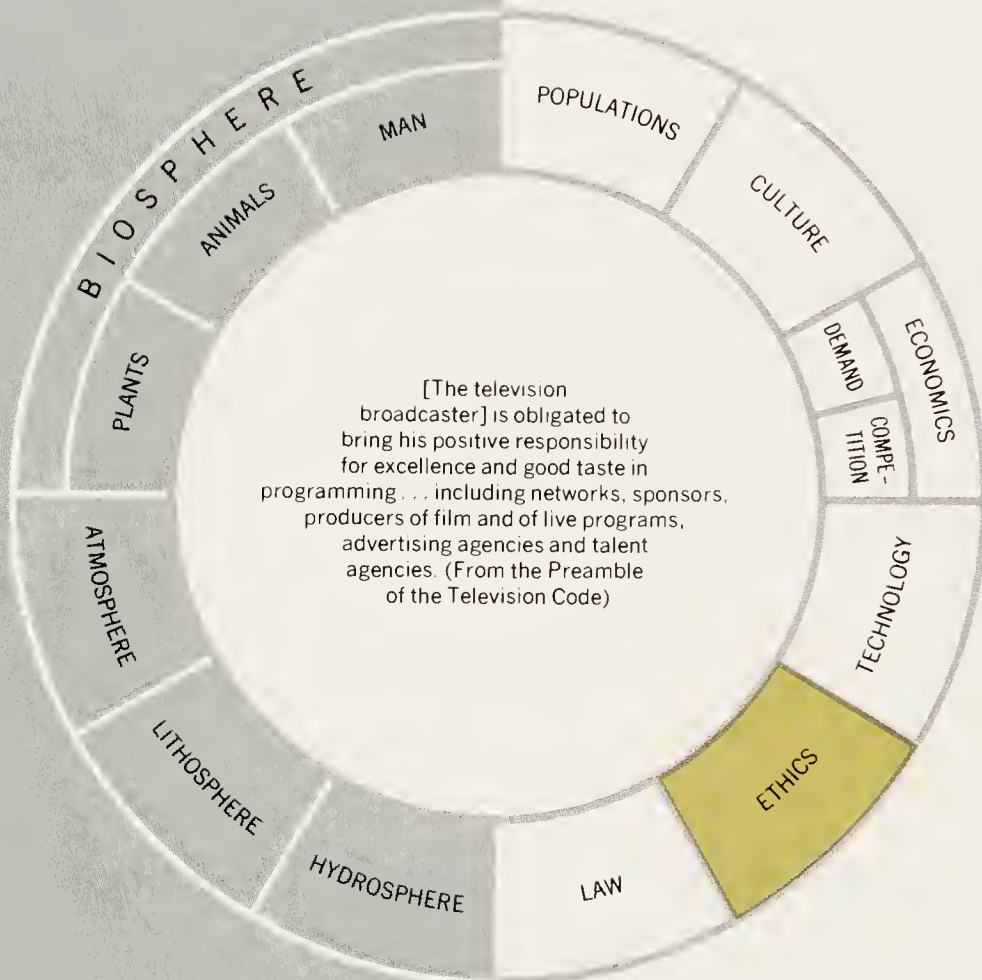 BIOSPHERE
MAN
ANIMALS
PLANTS
ATMOSPHERE
LITHOSPHERE
HYDROSPHERE
POPULATIONS
CULTURE
ECONOMICS
DEMAND
COMPE-
TITION
TECHNOLOGY
ETHICS
LAW
[The television
broadcaster] is obligated to
bring his positive responsibility
for excellence and good taste in
programming... including networks, sponsors,
producers of film and of live programs,
advertising agencies and talent
agencies. (From the Preamble
of the Television Code)